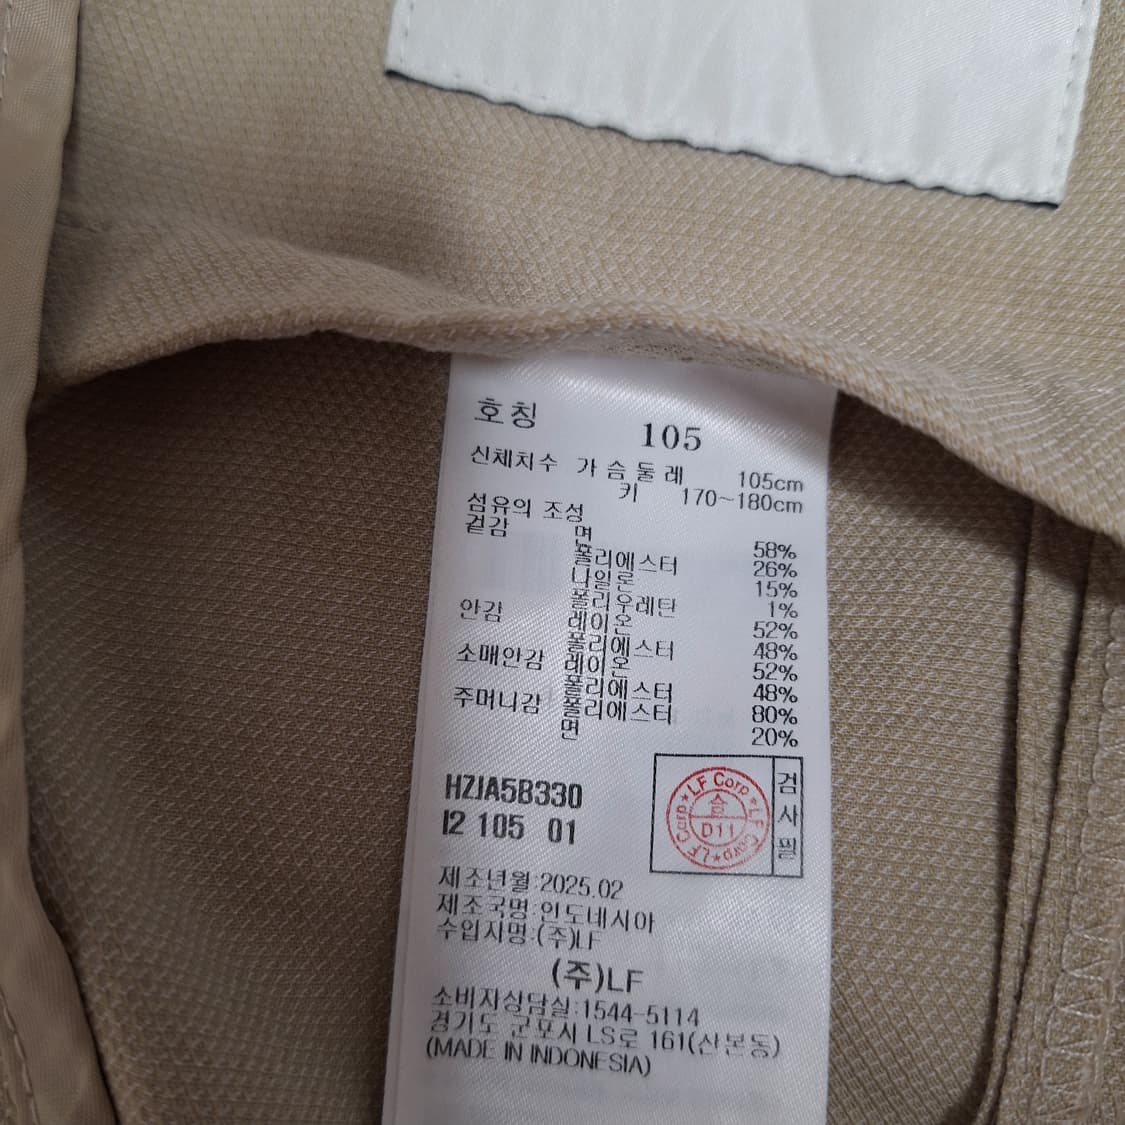 호칭 105
신체치수 가슴둘레 105cm
키 170~180cm
섬유의 조성
겉감 면 58%
폴리에스터 26%
나일론 15%
폴리우레탄 1%
안감 레이온 52%
폴리에스터 48%
소매안감 레이온 52%
폴리에스터 48%
주머니감 폴리에스터 80%
면 20%
HZJA5B330
I2 105 01
LF Corp ★ LF Corp ★ LF Corp ★
승
D11
검사필
제조년월:2025.02
제조국명:인도네시아
수입자명:(주)LF
(주)LF
소비자상담실:1544-5114
경기도 군포시 LS로 161(산본동)
(MADE IN INDONESIA)